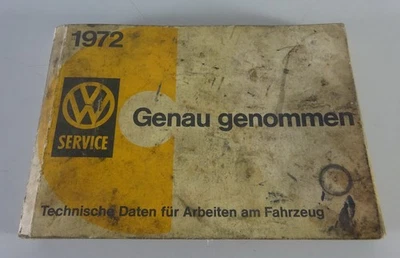 1972
VW
SERVICE
Genau genommen
Technische Daten für Arbeiten am Fahrzeug